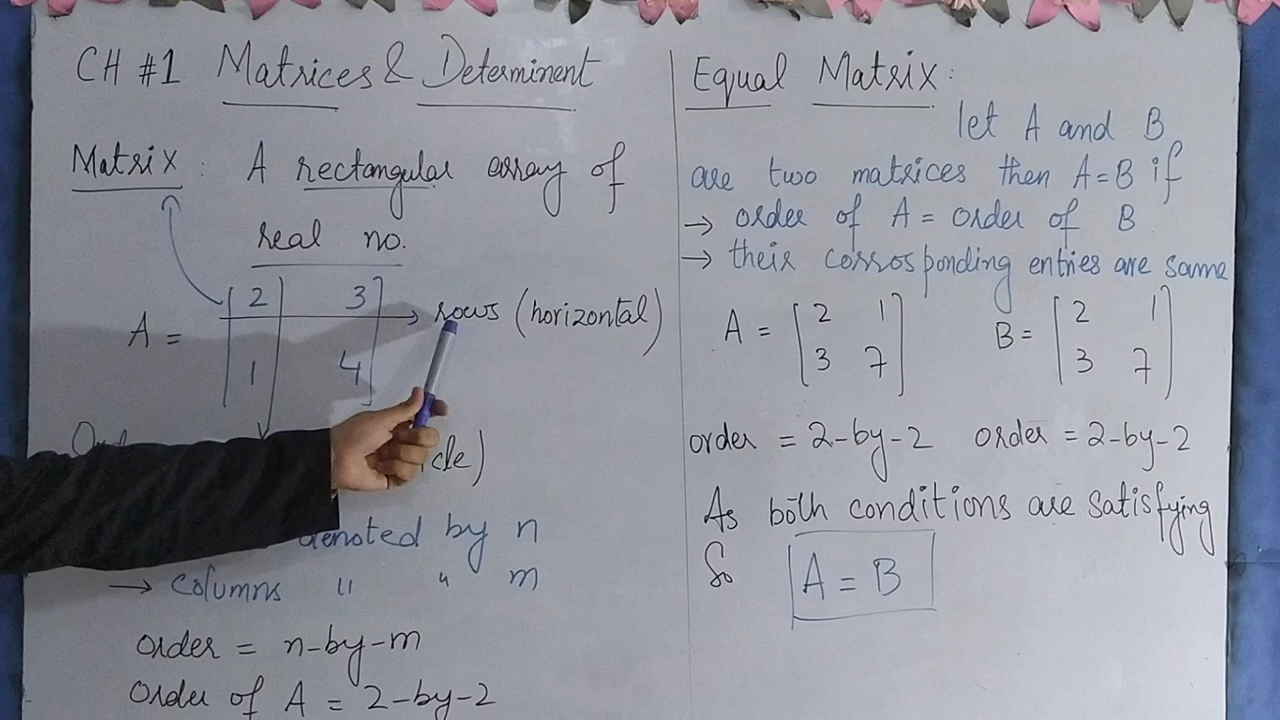 CH #1 Matrices & Determinent
Matrix : A rectangular array of
real no.
A = [2 3
1 4]
→ rows (horizontal)
denoted by n
→ columns " " m
order = n-by-m
order of A = 2-by-2
Equal Matrix :
let A and B
are two matrices then A=B if
→ order of A = order of B
→ their corrosponding entries are same
A = [2 1
3 7]
B = [2 1
3 7]
order = 2-by-2 order = 2-by-2
As both conditions are satisfying
So A = B